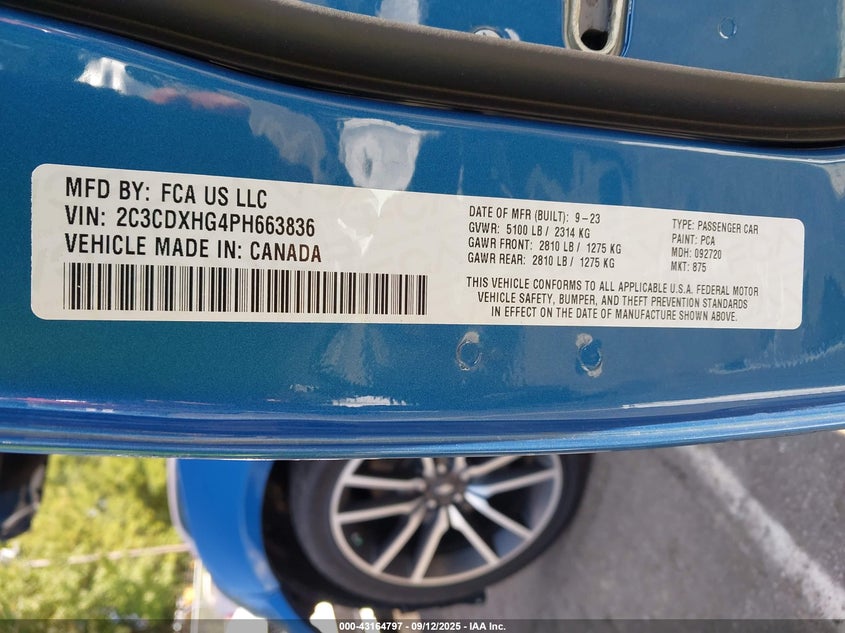 MFD BY: FCA US LLC
VIN: 2C3CDXHG4PH663836
VEHICLE MADE IN: CANADA
DATE OF MFR (BUILT): 9-23
GVWR: 5100 LB / 2314 KG
GAWR FRONT: 2810 LB / 1275 KG
GAWR REAR: 2810 LB / 1275 KG
TYPE: PASSENGER CAR
PAINT: PCA
MDH: 092720
MKT: 875
THIS VEHICLE CONFORMS TO ALL APPLICABLE U.S.A. FEDERAL MOTOR
VEHICLE SAFETY, BUMPER, AND THEFT PREVENTION STANDARDS
IN EFFECT ON THE DATE OF MANUFACTURE SHOWN ABOVE.
000-43164797 - 09/12/2025 - IAA Inc.